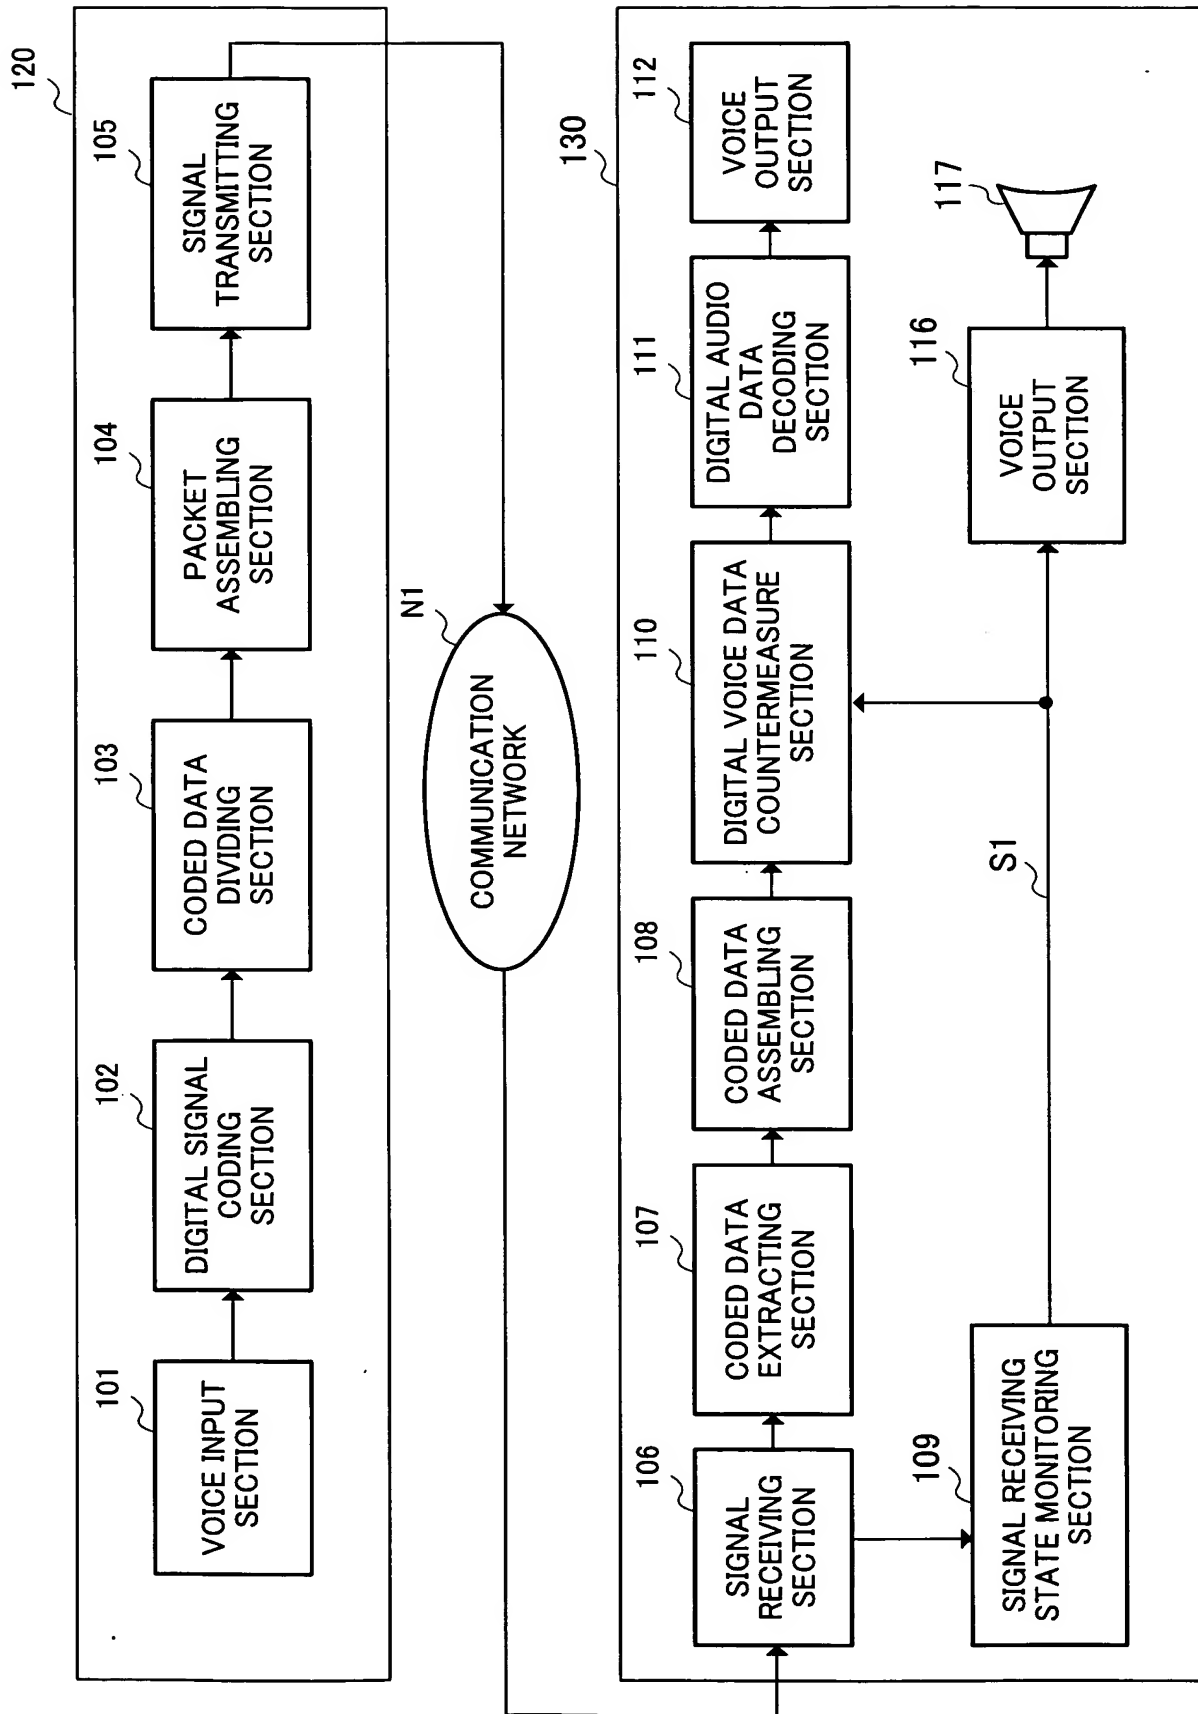 120
101
VOICE INPUT
SECTION
102
DIGITAL SIGNAL
CODING
SECTION
103
CODED DATA
DIVIDING
SECTION
104
PACKET
ASSEMBLING
SECTION
105
SIGNAL
TRANSMITTING
SECTION
N1
COMMUNICATION
NETWORK
130
106
SIGNAL
RECEIVING
SECTION
107
CODED DATA
EXTRACTING
SECTION
108
CODED DATA
ASSEMBLING
SECTION
110
DIGITAL VOICE DATA
COUNTERMEASURE
SECTION
111
DIGITAL AUDIO
DATA
DECODING
SECTION
112
VOICE
OUTPUT
SECTION
109
SIGNAL RECEIVING
STATE MONITORING
SECTION
S1
116
VOICE
OUTPUT
SECTION
117